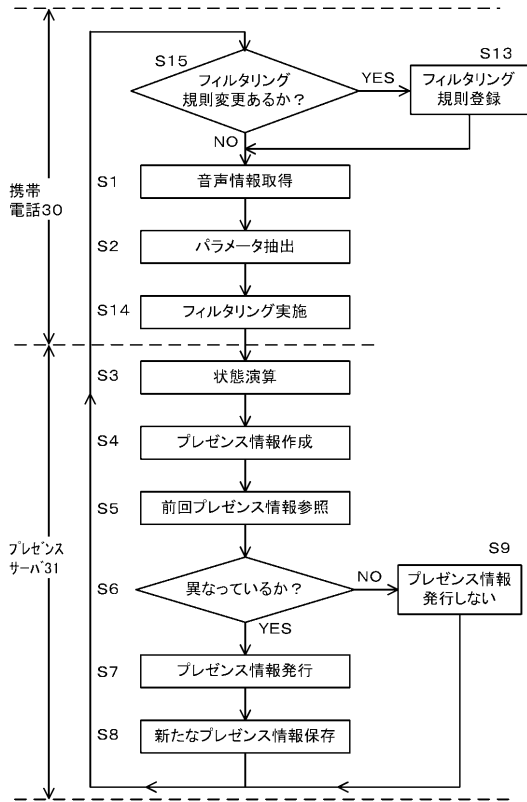 S15
フィルタリング
規則変更あるか？
YES
S13
フィルタリング
規則登録
NO
携帯
電話30
S1
音声情報取得
S2
パラメータ抽出
S14
フィルタリング実施
S3
状態演算
S4
プレゼンス情報作成
S5
前回プレゼンス情報参照
プレゼンス
サーバ31
S6
異なっているか？
NO
S9
プレゼンス情報
発行しない
YES
S7
プレゼンス情報発行
S8
新たなプレゼンス情報保存